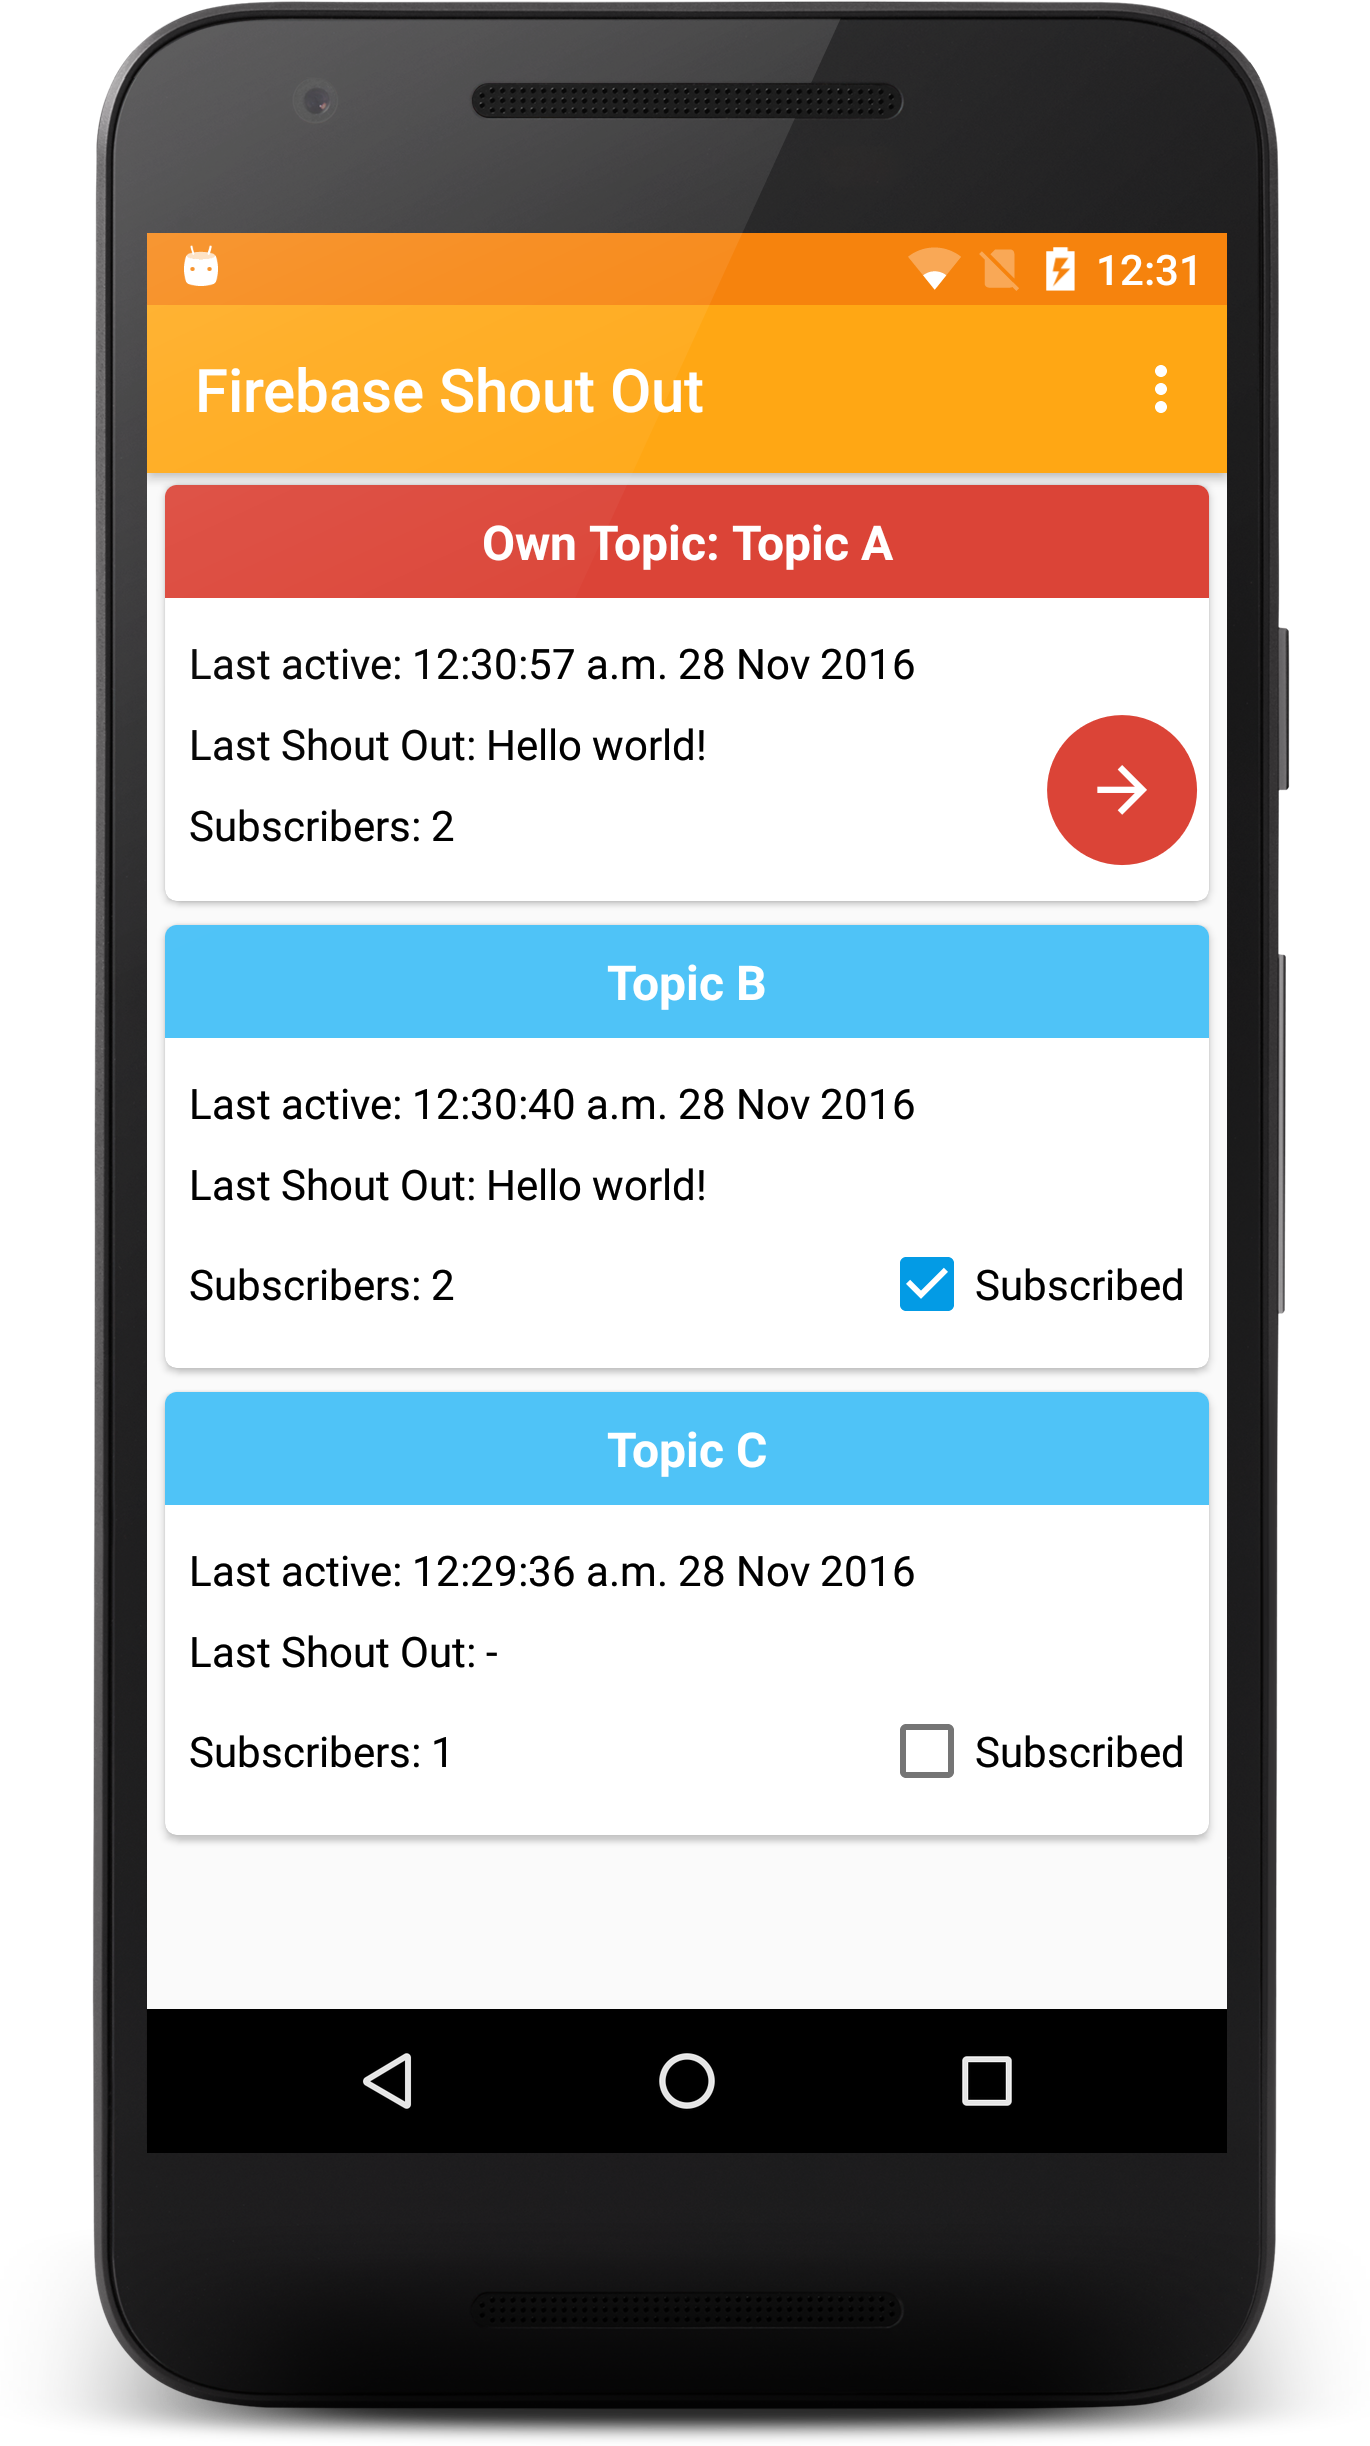 12:31
Firebase Shout Out
Own Topic: Topic A
Last active: 12:30:57 a.m. 28 Nov 2016
Last Shout Out: Hello world!
Subscribers: 2
Topic B
Last active: 12:30:40 a.m. 28 Nov 2016
Last Shout Out: Hello world!
Subscribers: 2 Subscribed
Topic C
Last active: 12:29:36 a.m. 28 Nov 2016
Last Shout Out: -
Subscribers: 1 Subscribed